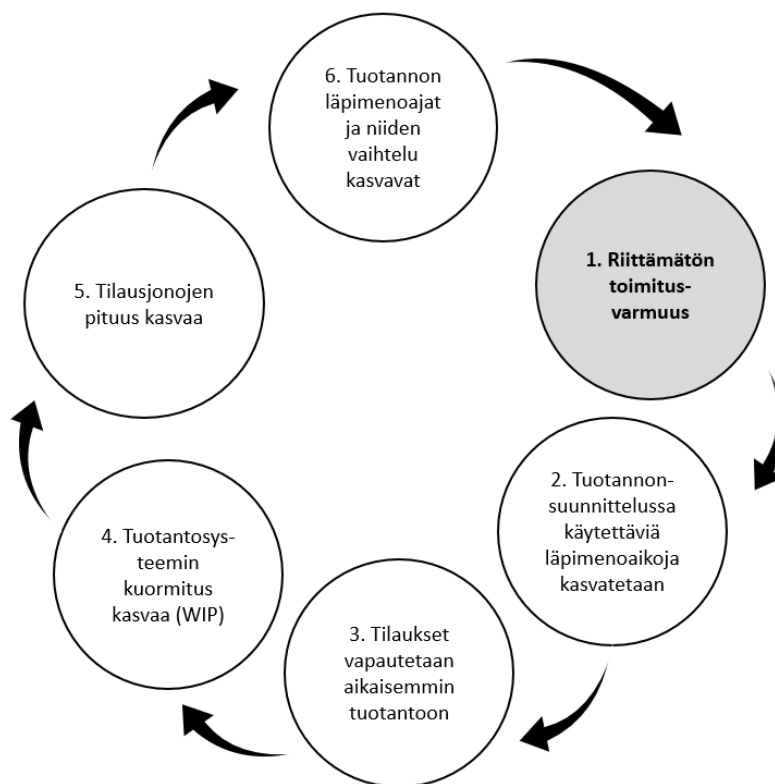 6. Tuotannon
läpimenoajat
ja niiden
vaihtelu
kasvavat
1. Riittämätön
toimitus-
varmuus
2. Tuotannon-
suunnittelussa
käytettäviä
läpimenoaikoja
kasvatetaan
3. Tilaukset
vapautetaan
aikaisemmin
tuotantoon
4. Tuotantosys-
teemin
kuormitus
kasvaa (WIP)
5. Tilausjonojen
pituus kasvaa